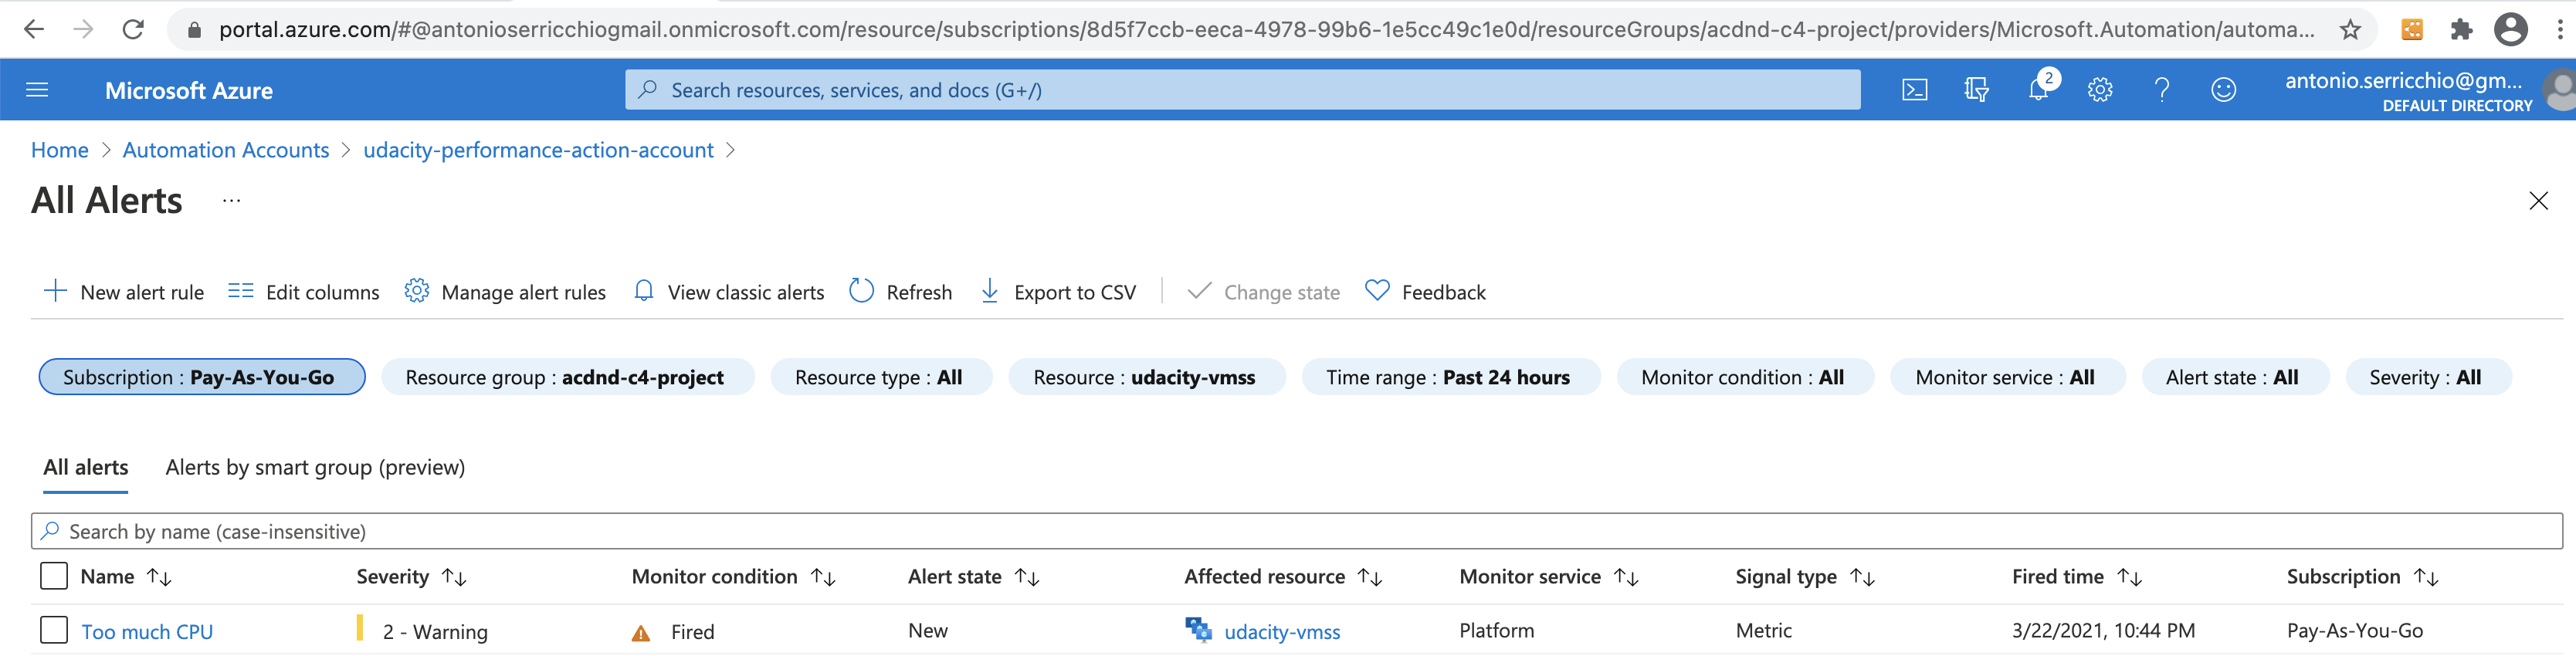 portal.azure.com/#@antonioserricchiogmail.onmicrosoft.com/resource/subscriptions/8d5f7ccb-eeca-4978-99b6-1e5cc49c1e0d/resourceGroups/acdnd-c4-project/providers/Microsoft.Automation/automa...
Microsoft Azure Search resources, services, and docs (G+/) 2 antonio.serricchio@gm...
DEFAULT DIRECTORY
Home > Automation Accounts > udacity-performance-action-account >
All Alerts ...
New alert rule Edit columns Manage alert rules View classic alerts Refresh Export to CSV Change state Feedback
Subscription : Pay-As-You-Go Resource group : acdnd-c4-project Resource type : All Resource : udacity-vmss Time range : Past 24 hours Monitor condition : All Monitor service : All Alert state : All Severity : All
All alerts Alerts by smart group (preview)
Search by name (case-insensitive)
Name Severity Monitor condition Alert state Affected resource Monitor service Signal type Fired time Subscription
Too much CPU 2 - Warning Fired New udacity-vmss Platform Metric 3/22/2021, 10:44 PM Pay-As-You-Go